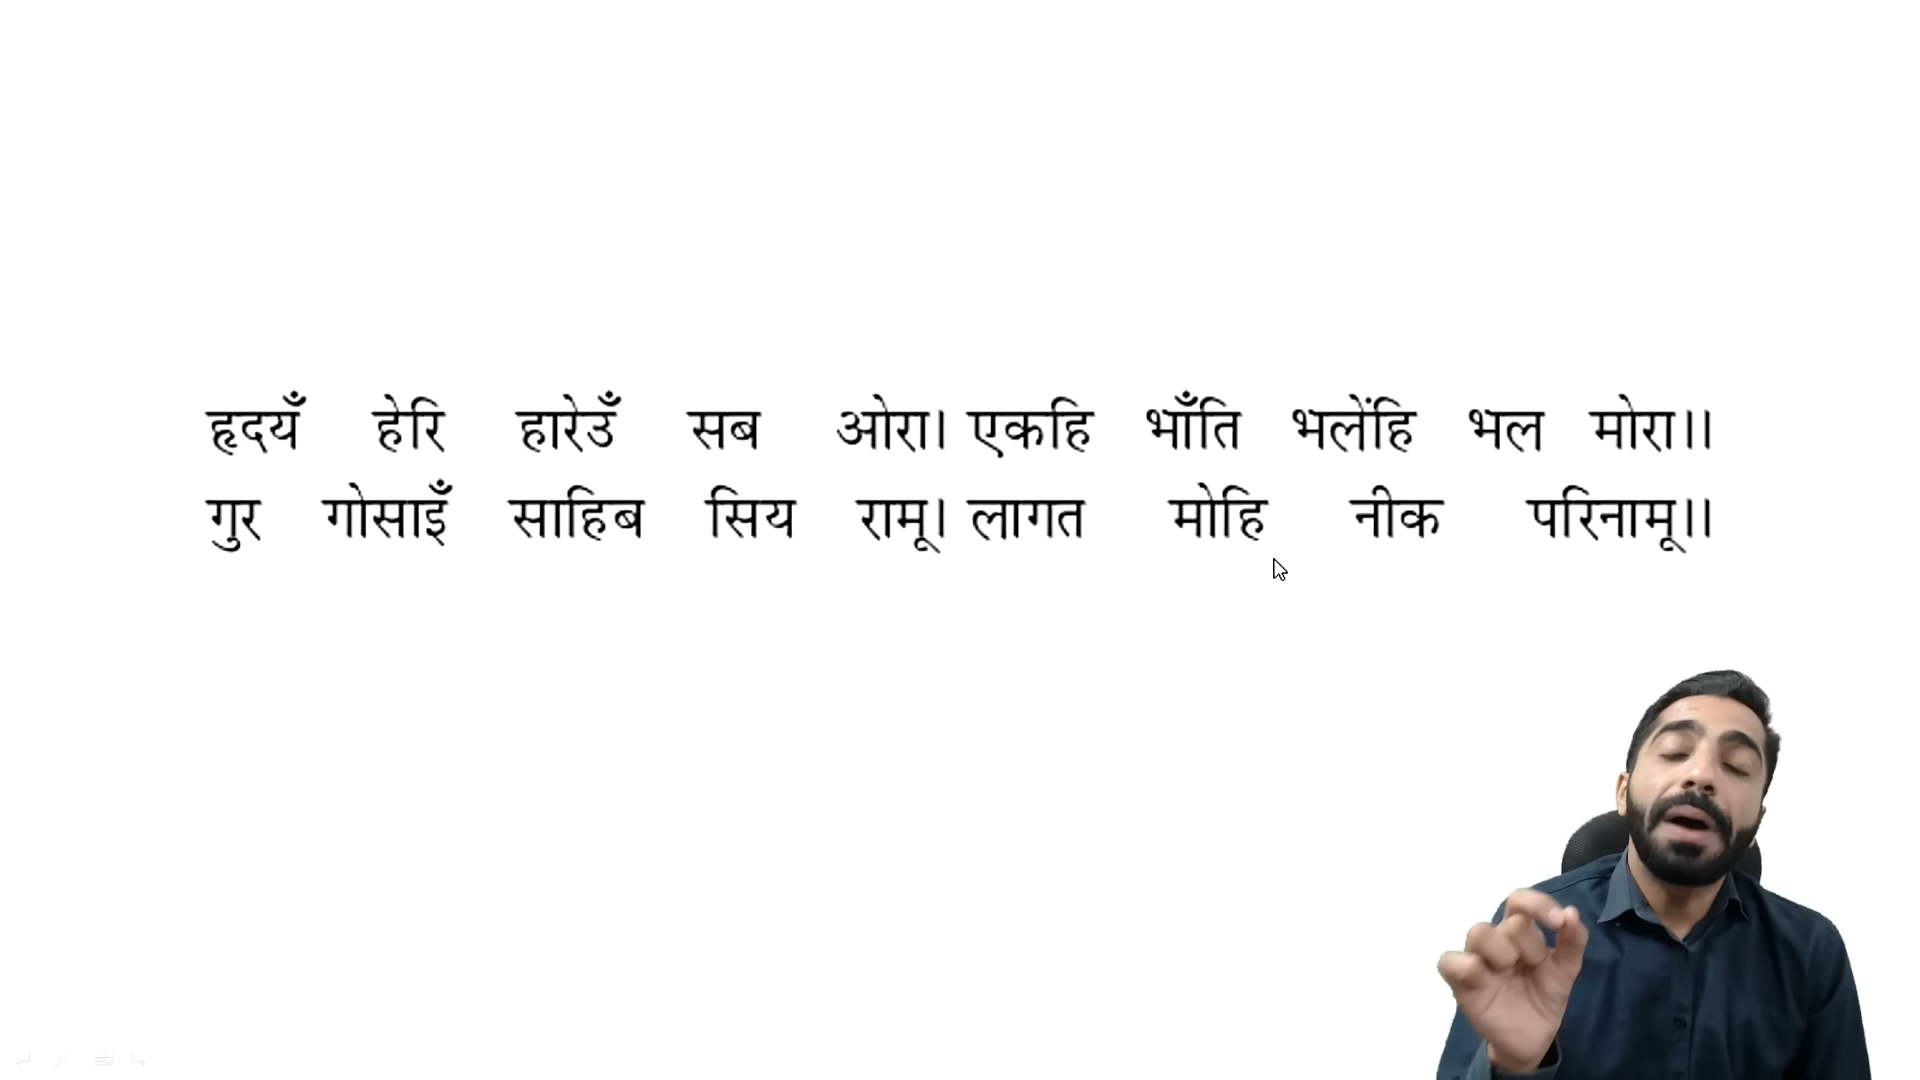 हृदयँ हेरि हारेउँ सब ओरा। एकहि भाँति भलेंहि भल मोरा।।
गुर गोसाइँ साहिब सिय रामू। लागत मोहि नीक परिनामू।।